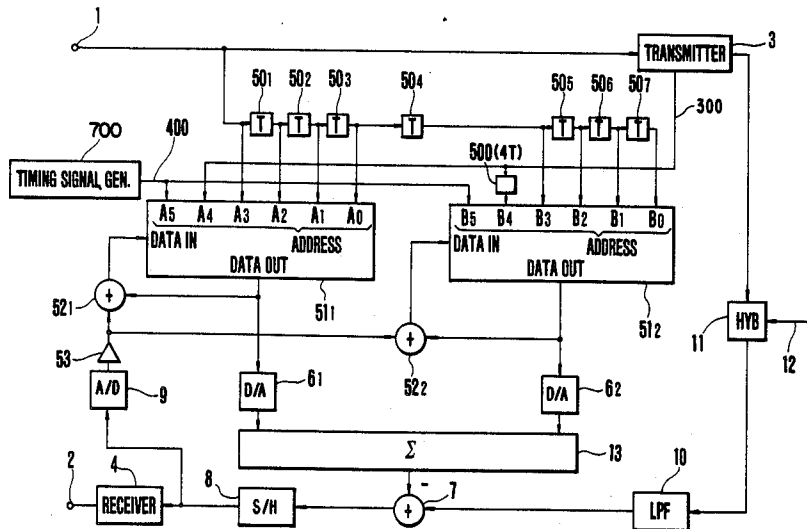 1
TRANSMITTER
3
501 502 503 504 505 506 507
T T T T T T T
300
700
400
500(4T)
TIMING SIGNAL GEN.
A5 A4 A3 A2 A1 A0
B5 B4 B3 B2 B1 B0
DATA IN ADDRESS
DATA IN ADDRESS
DATA OUT
DATA OUT
521
+
511
512
HYB
11
12
53
+
522
A/D
9
D/A
61
D/A
62
Σ
13
2
4
RECEIVER
8
S/H
-
+
7
10
LPF